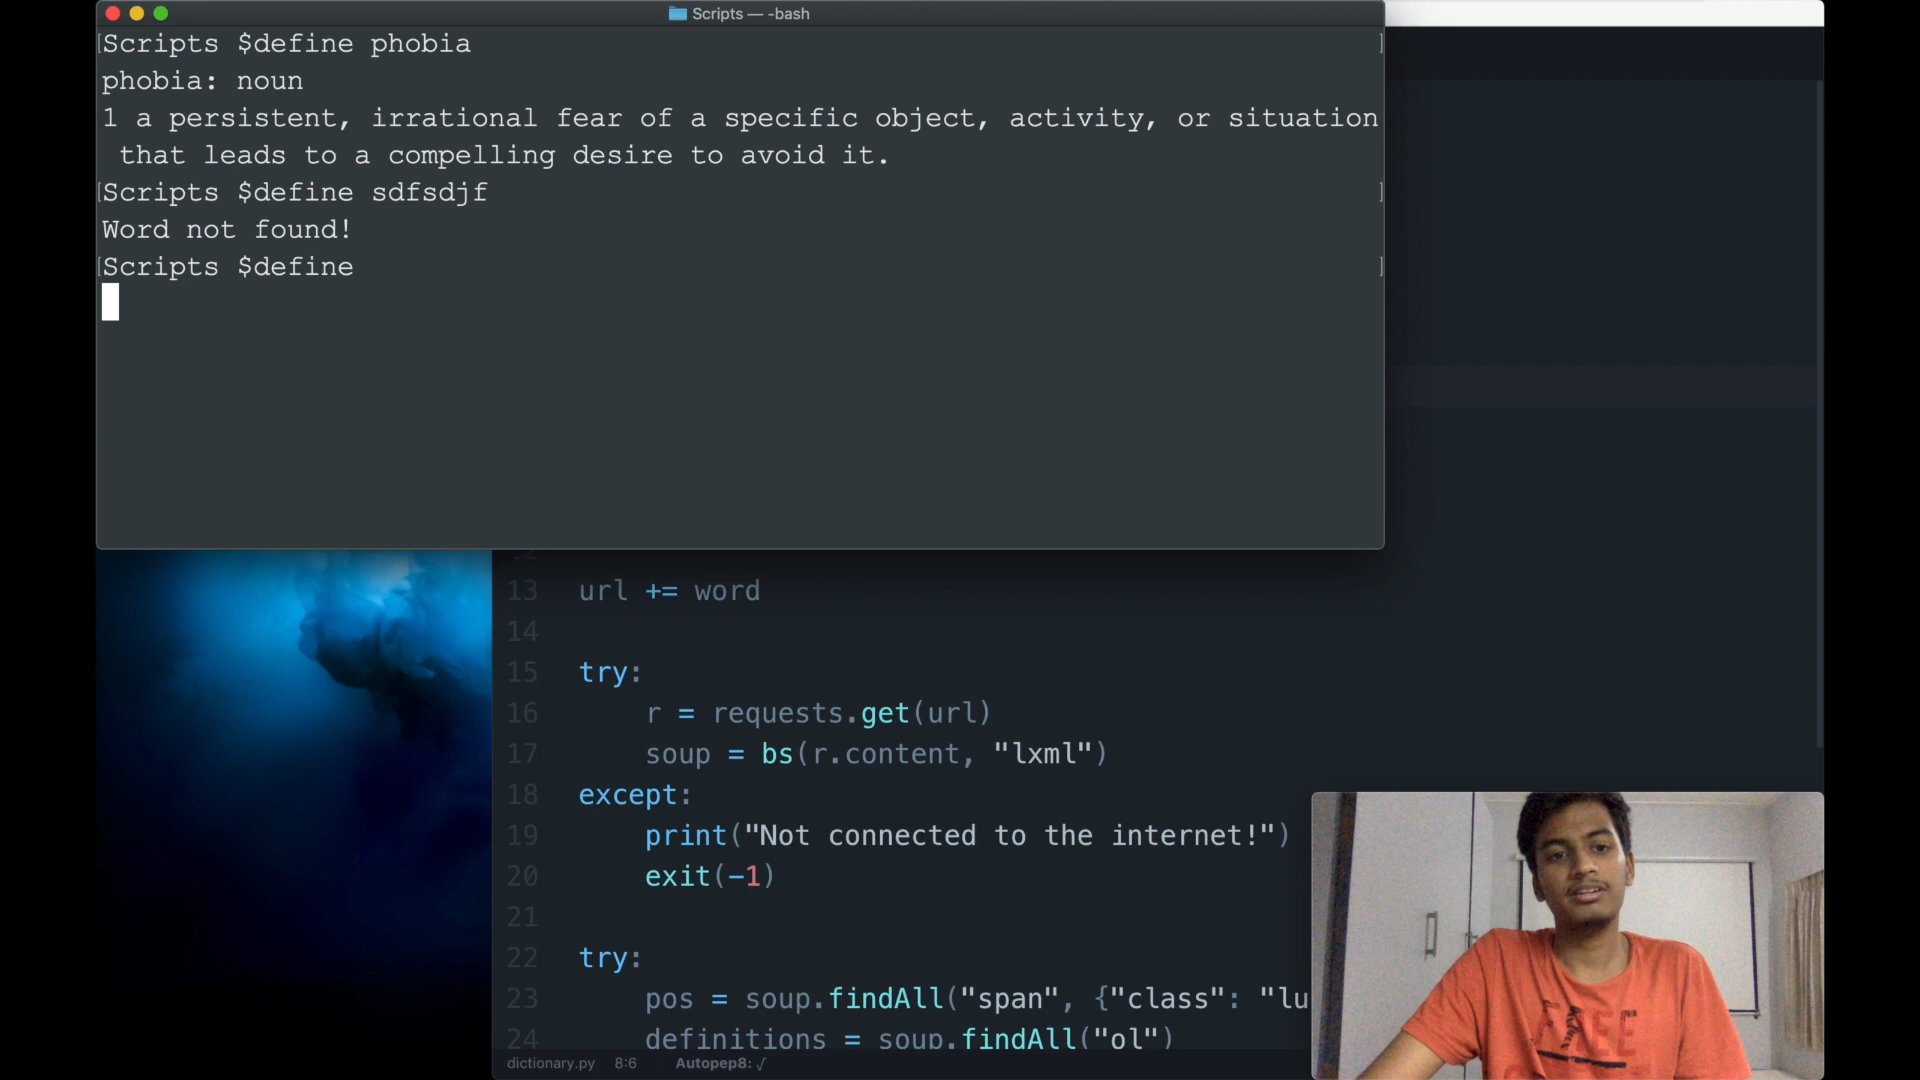 Scripts — -bash
[Scripts $define phobia ]
phobia: noun
1 a persistent, irrational fear of a specific object, activity, or situation
that leads to a compelling desire to avoid it.
[Scripts $define sdfsdjf ]
Word not found!
[Scripts $define ]
13 url += word
14
15 try:
16 r = requests.get(url)
17 soup = bs(r.content, "lxml")
18 except:
19 print("Not connected to the internet!")
20 exit(-1)
21
22 try:
23 pos = soup.findAll("span", {"class": "lu
24 definitions = soup.findAll("ol")
dictionary.py 8:6 Autopep8: √
FREE